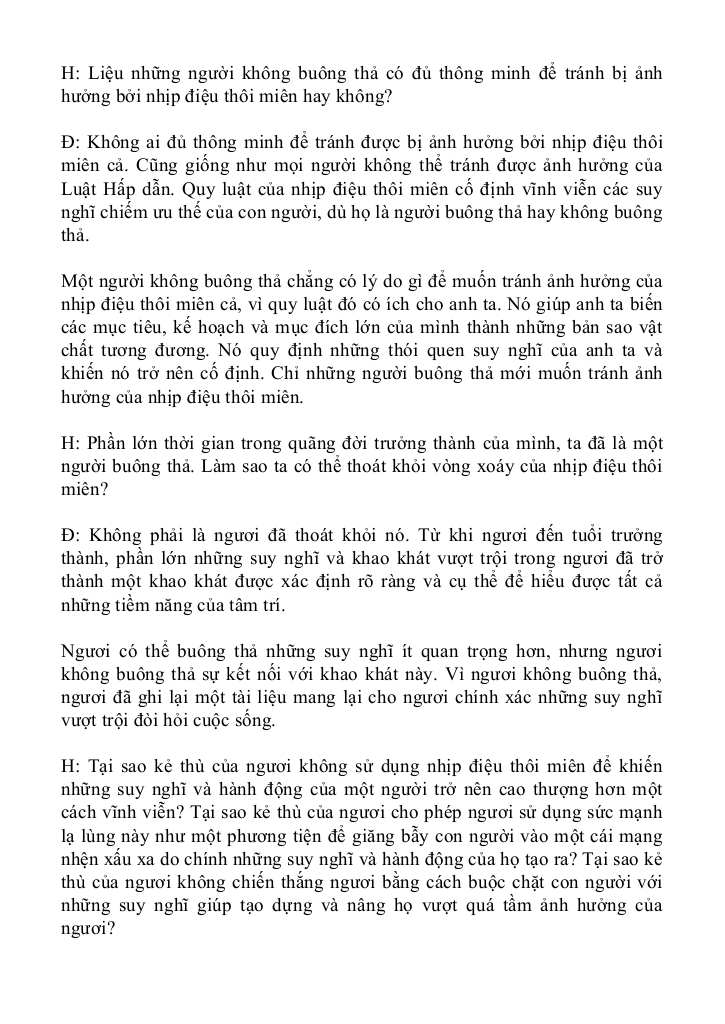 H: Liệu những người không buông thả có đủ thông minh để tránh bị ảnh
hưởng bởi nhịp điệu thôi miên hay không?
Đ: Không ai đủ thông minh để tránh được bị ảnh hưởng bởi nhịp điệu thôi
miên cả. Cũng giống như mọi người không thể tránh được ảnh hưởng của
Luật Hấp dẫn. Quy luật của nhịp điệu thôi miên cố định vĩnh viễn các suy
nghĩ chiếm ưu thế của con người, dù họ là người buông thả hay không buông
thả.
Một người không buông thả chẳng có lý do gì để muốn tránh ảnh hưởng của
nhịp điệu thôi miên cả, vì quy luật đó có ích cho anh ta. Nó giúp anh ta biến
các mục tiêu, kế hoạch và mục đích lớn của mình thành những bản sao vật
chất tương đương. Nó quy định những thói quen suy nghĩ của anh ta và
khiến nó trở nên cố định. Chỉ những người buông thả mới muốn tránh ảnh
hưởng của nhịp điệu thôi miên.
H: Phần lớn thời gian trong quãng đời trưởng thành của mình, ta đã là một
người buông thả. Làm sao ta có thể thoát khỏi vòng xoáy của nhịp điệu thôi
miên?
Đ: Không phải là ngươi đã thoát khỏi nó. Từ khi ngươi đến tuổi trưởng
thành, phần lớn những suy nghĩ và khao khát vượt trội trong ngươi đã trở
thành một khao khát được xác định rõ ràng và cụ thể để hiểu được tất cả
những tiềm năng của tâm trí.
Ngươi có thể buông thả những suy nghĩ ít quan trọng hơn, nhưng ngươi
không buông thả sự kết nối với khao khát này. Vì ngươi không buông thả,
ngươi đã ghi lại một tài liệu mang lại cho ngươi chính xác những suy nghĩ
vượt trội đòi hỏi cuộc sống.
H: Tại sao kẻ thù của ngươi không sử dụng nhịp điệu thôi miên để khiến
những suy nghĩ và hành động của một người trở nên cao thượng hơn một
cách vĩnh viễn? Tại sao kẻ thù của ngươi cho phép ngươi sử dụng sức mạnh
lạ lùng này như một phương tiện để giăng bẫy con người vào một cái mạng
nhện xấu xa do chính những suy nghĩ và hành động của họ tạo ra? Tại sao kẻ
thù của ngươi không chiến thắng ngươi bằng cách buộc chặt con người với
những suy nghĩ giúp tạo dựng và nâng họ vượt quá tầm ảnh hưởng của
ngươi?